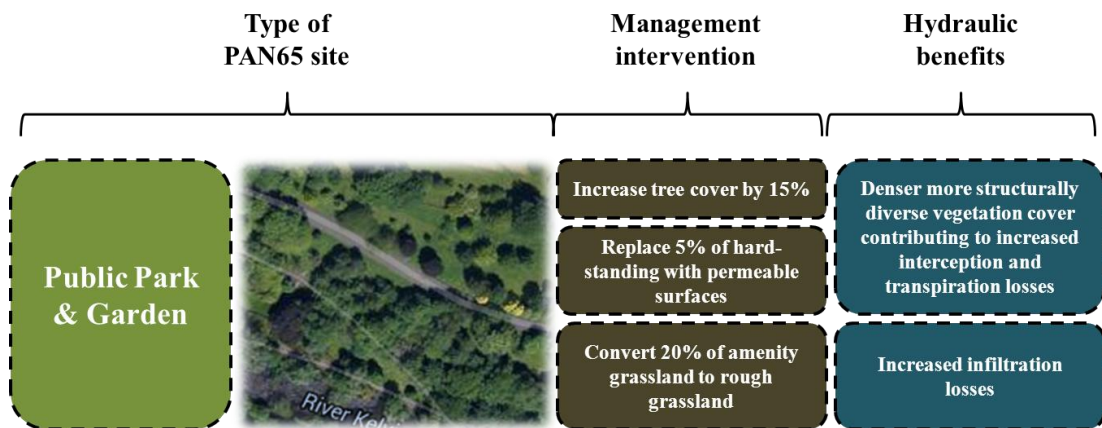 Type of
PAN65 site
Management
intervention
Hydraulic
benefits
Public Park
& Garden
River Kel
Increase tree cover by 15%
Replace 5% of hard-
standing with permeable
surfaces
Convert 20% of amenity
grassland to rough
grassland
Denser more structurally
diverse vegetation cover
contributing to increased
interception and
transpiration losses
Increased infiltration
losses